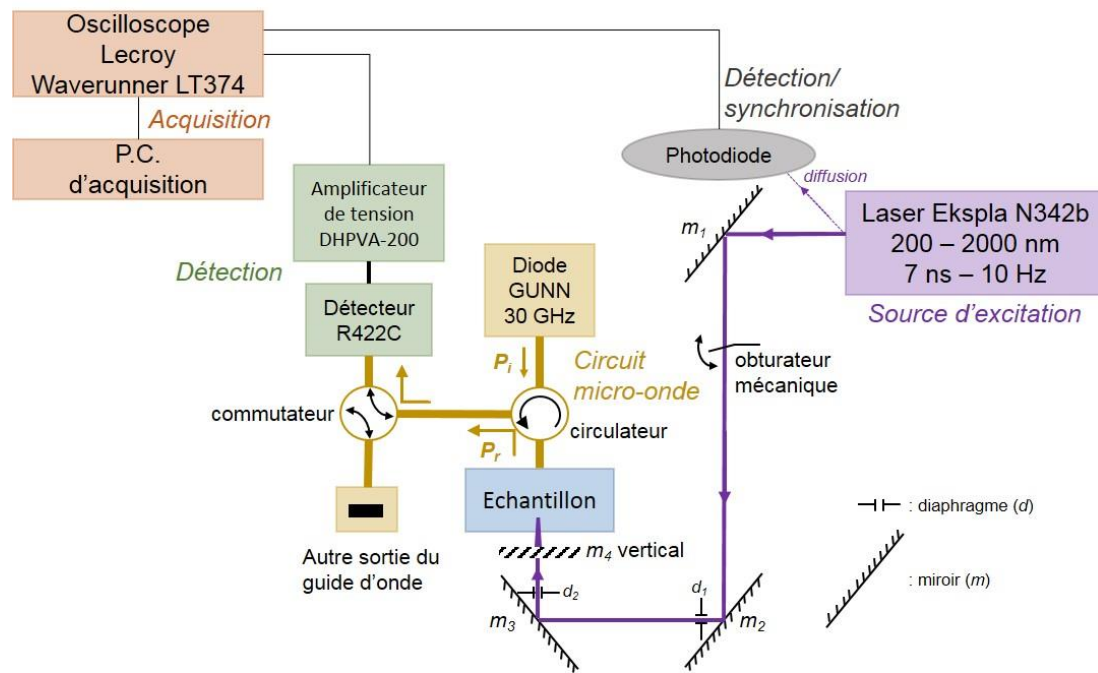 Oscilloscope
Lecroy
Waverunner LT374
Acquisition
P.C.
d'acquisition
Détection/
synchronisation
Photodiode
diffusion
Laser Ekspla N342b
200 – 2000 nm
7 ns – 10 Hz
Source d'excitation
m1
Amplificateur
de tension
DHPVA-200
Détection
Détecteur
R422C
Diode
GUNN
30 GHz
Pi
Circuit
micro-onde
obturateur
mécanique
commutateur
circulateur
Pr
Echantillon
Autre sortie du
guide d'onde
m4 vertical
d2
d1
m3
m2
: diaphragme (d)
: miroir (m)